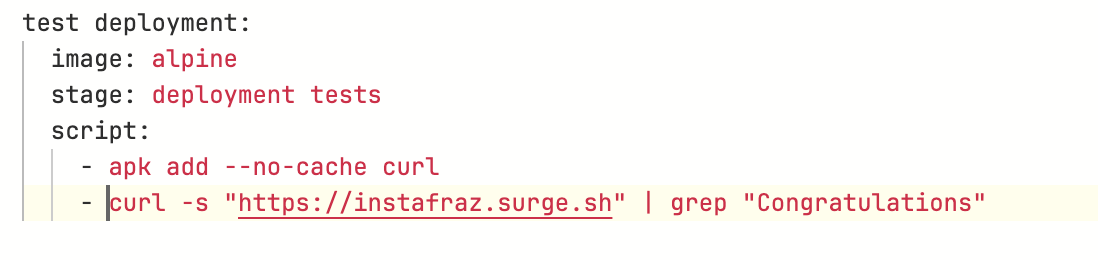 test deployment:
  image: alpine
  stage: deployment tests
  script:
    - apk add --no-cache curl
    - curl -s "https://instafraz.surge.sh" | grep "Congratulations"